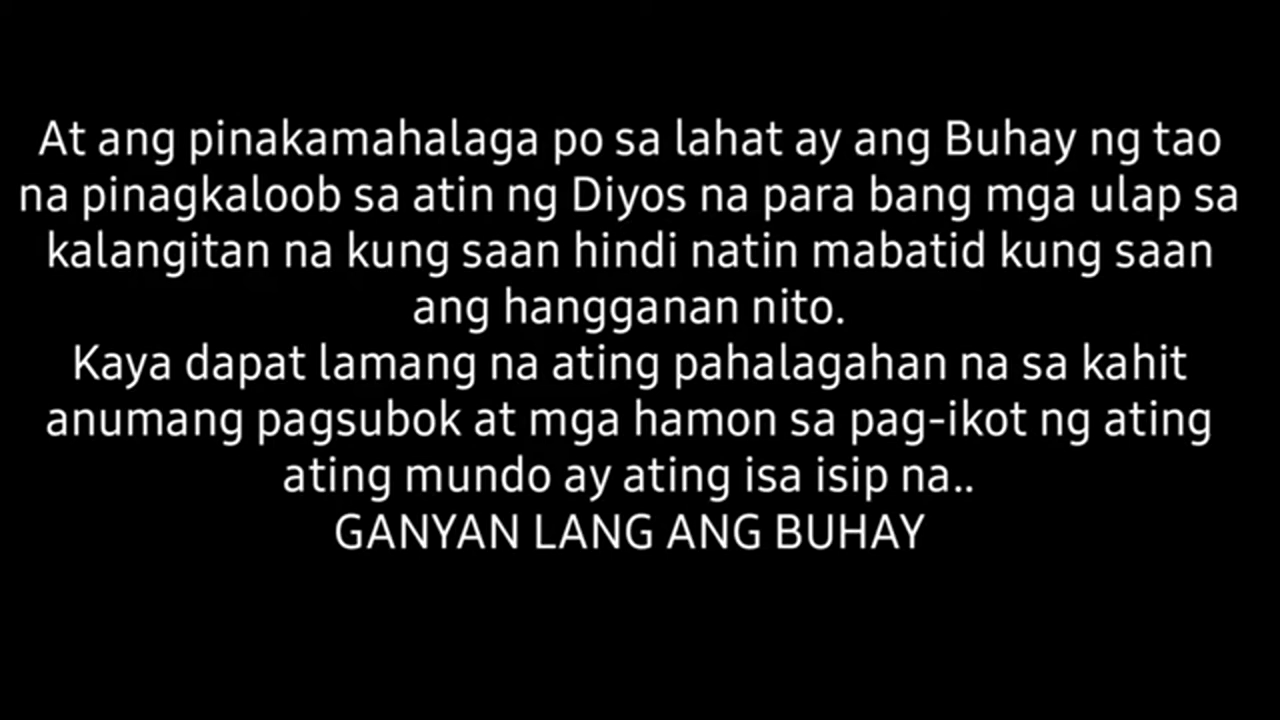 At ang pinakamahalaga po sa lahat ay ang Buhay ng tao
na pinagkaloob sa atin ng Diyos na para bang mga ulap sa
kalangitan na kung saan hindi natin mabatid kung saan
ang hangganan nito.
Kaya dapat lamang na ating pahalagahan na sa kahit
anumang pagsubok at mga hamon sa pag-ikot ng ating
ating mundo ay ating isa isip na..
GANYAN LANG ANG BUHAY